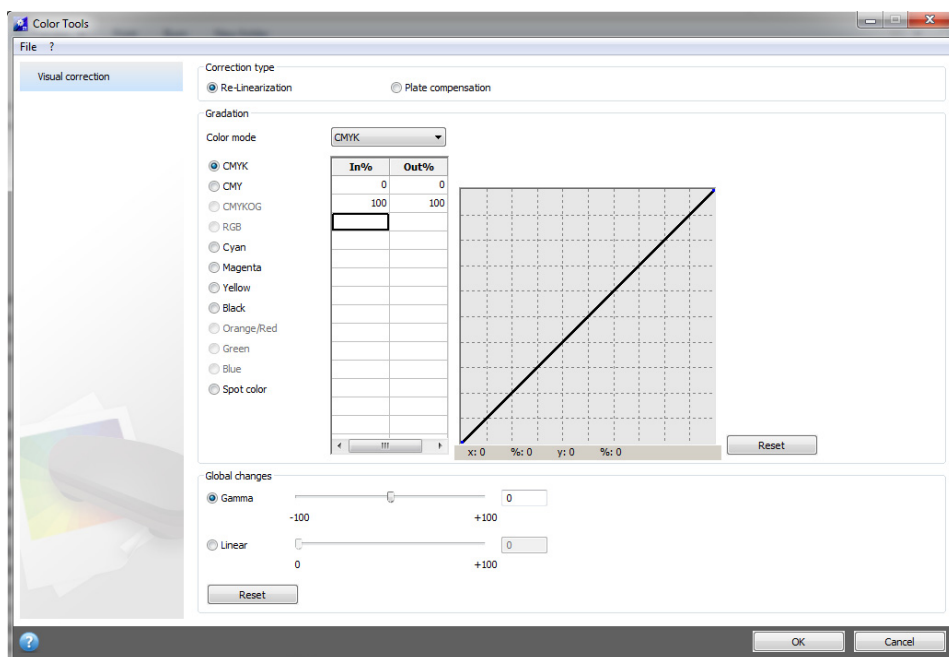 Color Tools
File ?
Visual correction
Correction type
Re-Linearization Plate compensation
Gradation
Color mode CMYK
CMYK
CMY
CMYKOG
RGB
Cyan
Magenta
Yellow
Black
Orange/Red
Green
Blue
Spot color
In% Out%
0 0
100 100
x: 0 %: 0 y: 0 %: 0
Reset
Global changes
Gamma 0
-100 +100
Linear 0
0 +100
Reset
? OK Cancel